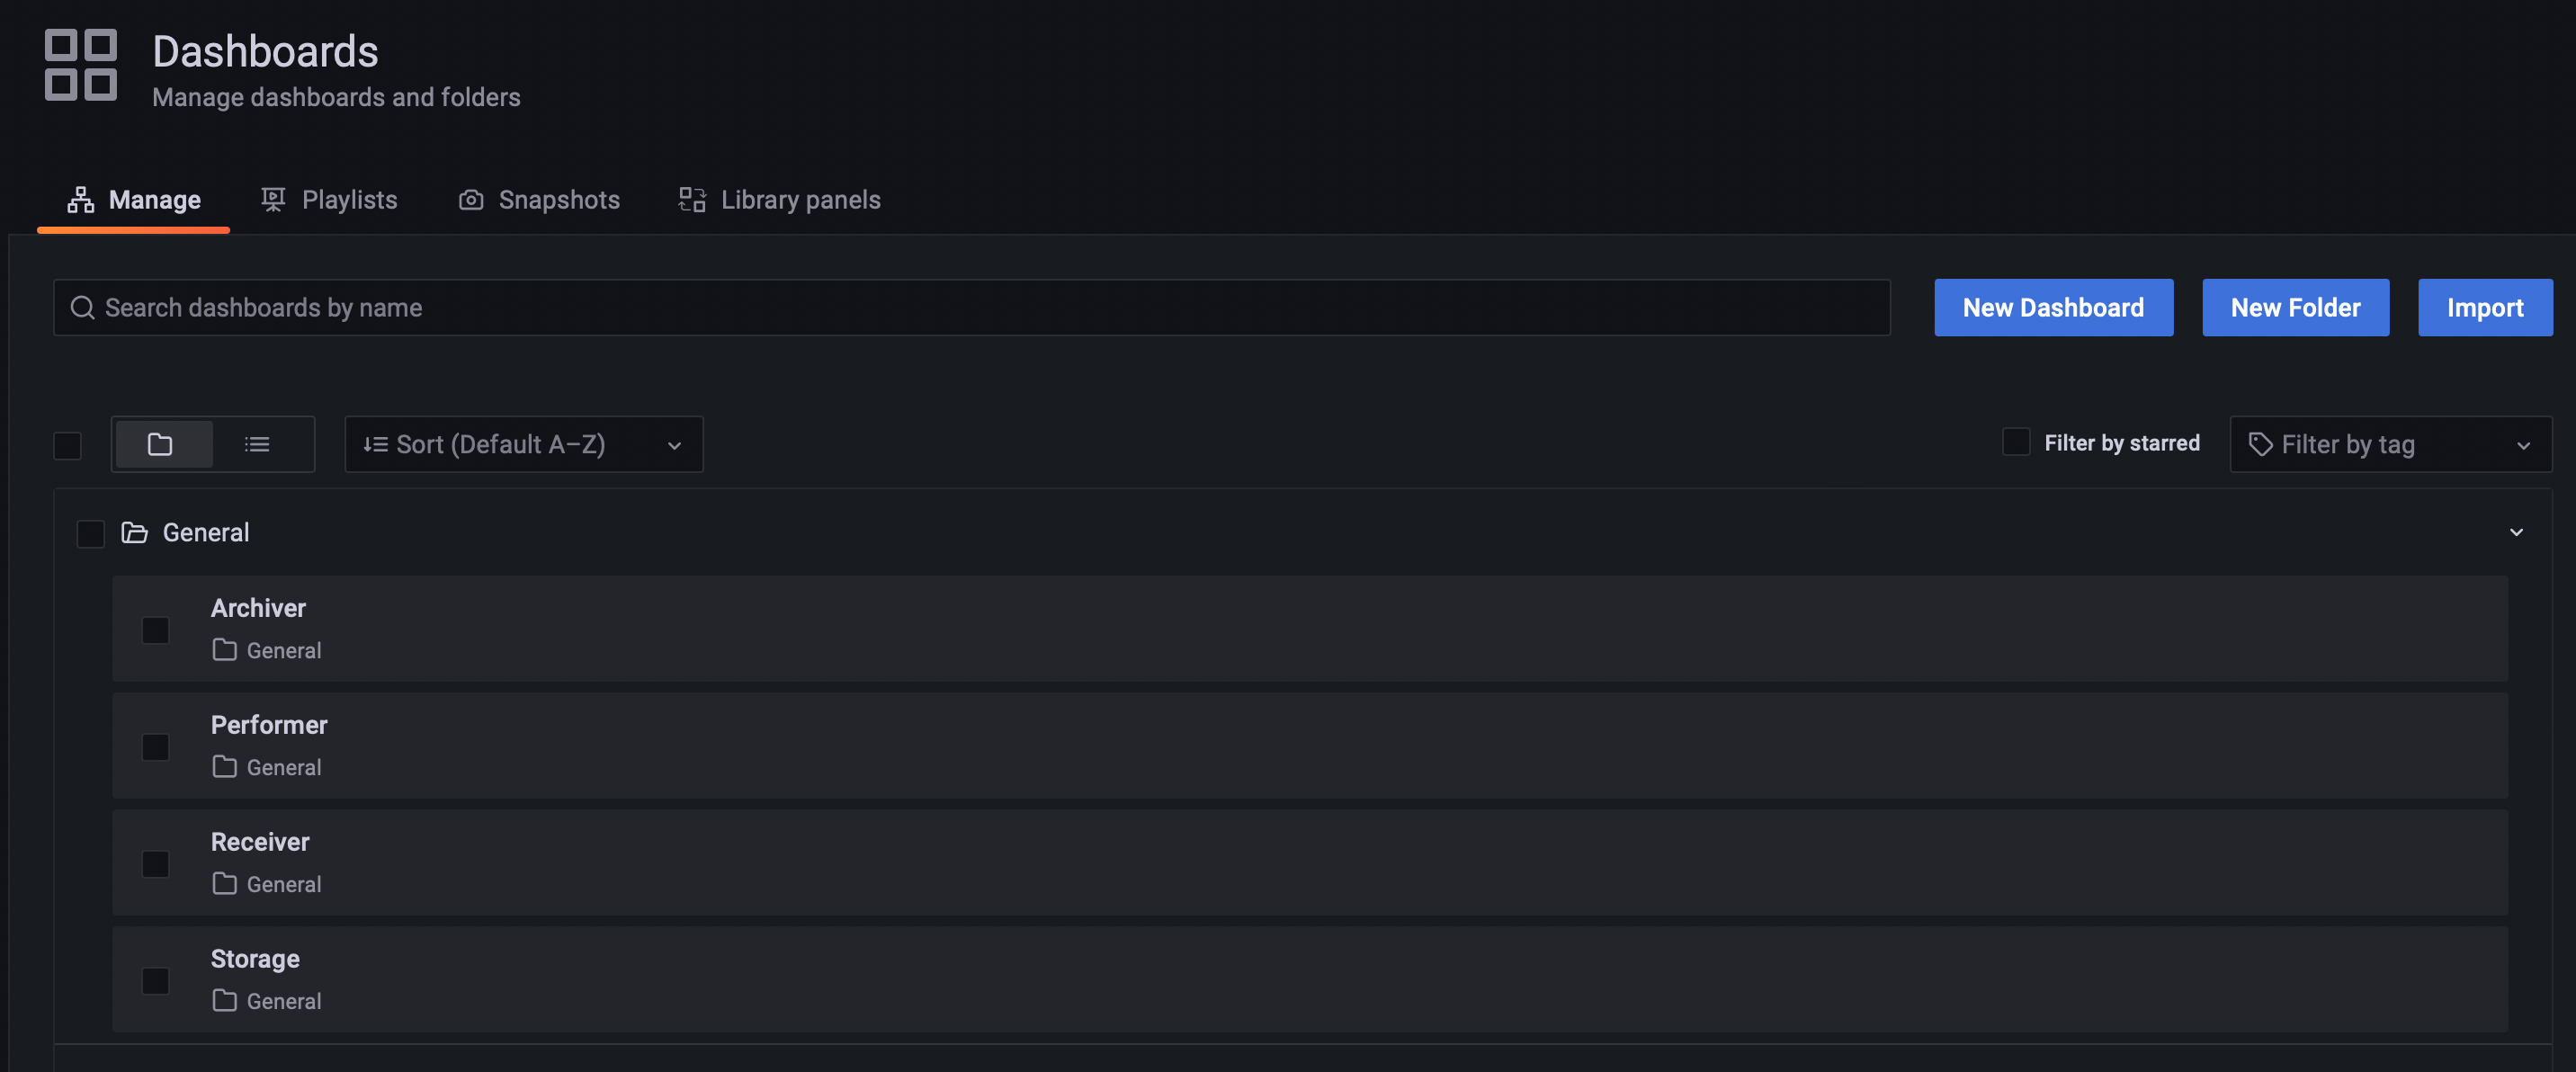 Dashboards
Manage dashboards and folders
Manage Playlists Snapshots Library panels
Search dashboards by name New Dashboard New Folder Import
Sort (Default A–Z) Filter by starred Filter by tag
General
Archiver
General
Performer
General
Receiver
General
Storage
General